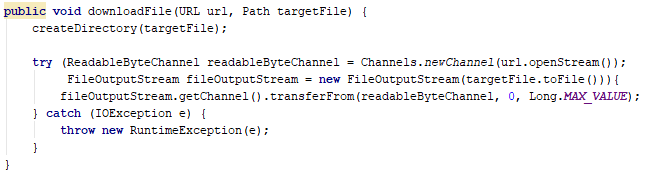 public void downloadFile(URL url, Path targetFile) {
    createDirectory(targetFile);

    try (ReadableByteChannel readableByteChannel = Channels.newChannel(url.openStream());
         FileOutputStream fileOutputStream = new FileOutputStream(targetFile.toFile())){
        fileOutputStream.getChannel().transferFrom(readableByteChannel, 0, Long.MAX_VALUE);
    } catch (IOException e) {
        throw new RuntimeException(e);
    }
}